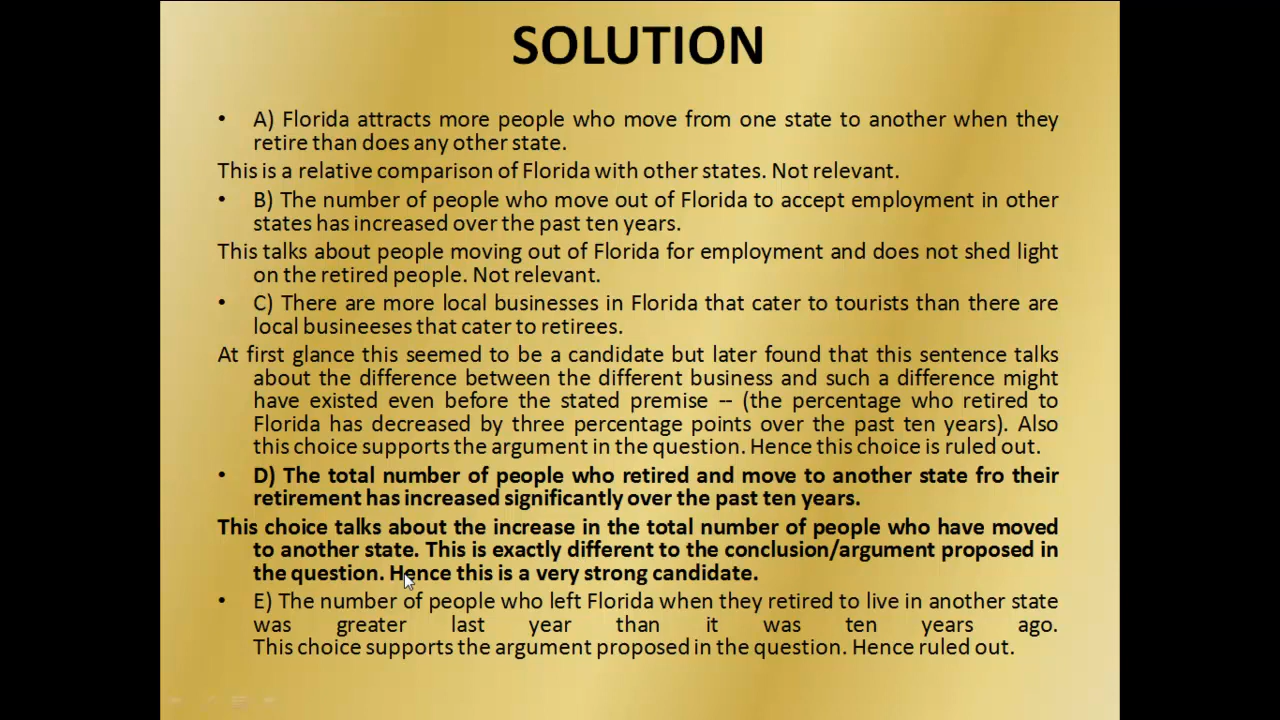 SOLUTION
• A) Florida attracts more people who move from one state to another when they
retire than does any other state.
This is a relative comparison of Florida with other states. Not relevant.
• B) The number of people who move out of Florida to accept employment in other
states has increased over the past ten years.
This talks about people moving out of Florida for employment and does not shed light
on the retired people. Not relevant.
• C) There are more local businesses in Florida that cater to tourists than there are
local busineeses that cater to retirees.
At first glance this seemed to be a candidate but later found that this sentence talks
about the difference between the different business and such a difference might
have existed even before the stated premise -- (the percentage who retired to
Florida has decreased by three percentage points over the past ten years). Also
this choice supports the argument in the question. Hence this choice is ruled out.
• D) The total number of people who retired and move to another state fro their
retirement has increased significantly over the past ten years.
This choice talks about the increase in the total number of people who have moved
to another state. This is exactly different to the conclusion/argument proposed in
the question. Hence this is a very strong candidate.
• E) The number of people who left Florida when they retired to live in another state
was greater last year than it was ten years ago.
This choice supports the argument proposed in the question. Hence ruled out.